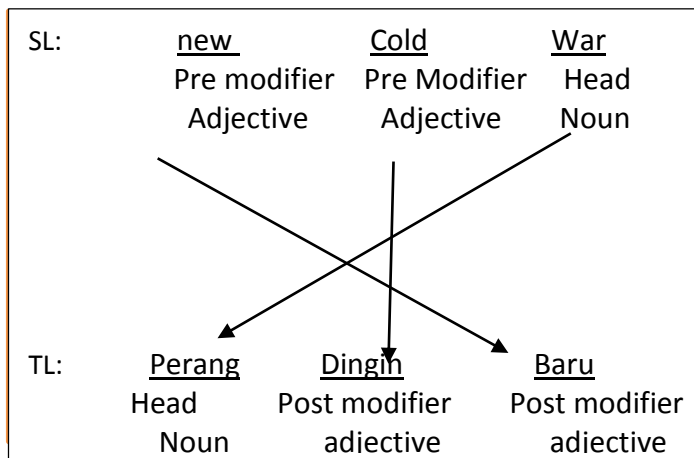 SL: new Cold War
Pre modifier Pre Modifier Head
Adjective Adjective Noun
TL: Perang Dingin Baru
Head Post modifier Post modifier
Noun adjective adjective